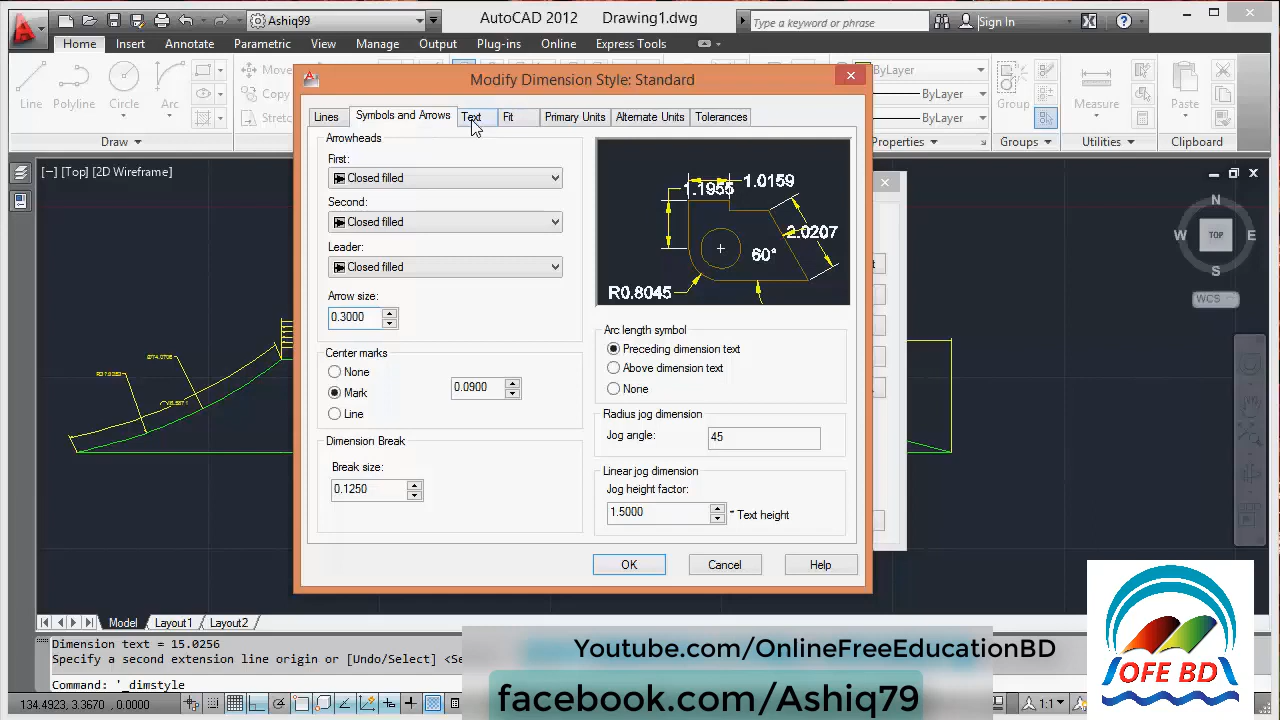 Ashiq99
AutoCAD 2012 Drawing1.dwg
Type a keyword or phrase
Sign In
Home Insert Annotate Parametric View Manage Output Plug-ins Online Express Tools
Line
Polyline
Circle
Arc
Move
Copy
Stretch
ByLayer
ByLayer
ByLayer
Group
Measure
Paste
Draw
Properties
Groups
Utilities
Clipboard
[−] [Top] [2D Wireframe]
Modify Dimension Style: Standard
Lines Symbols and Arrows Text Fit Primary Units Alternate Units Tolerances
Arrowheads
First:
Closed filled
Second:
Closed filled
Leader:
Closed filled
Arrow size:
0.3000
Center marks
None
Mark
Line
0.0900
Dimension Break
Break size:
0.1250
1.1955
1.0159
2.0207
60°
R0.8045
Arc length symbol
Preceding dimension text
Above dimension text
None
Radius jog dimension
Jog angle:
45
Linear jog dimension
Jog height factor:
1.5000
* Text height
OK
Cancel
Help
N
W
TOP
E
S
WCS
Model Layout1 Layout2
Dimension text = 15.0256
Specify a second extension line origin or [Undo/Select] <Se
Command: '_dimstyle
134.4923, 3.3670, 0.0000
1:1
Youtube.com/OnlineFreeEducationBD
facebook.com/Ashiq79
OFE BD